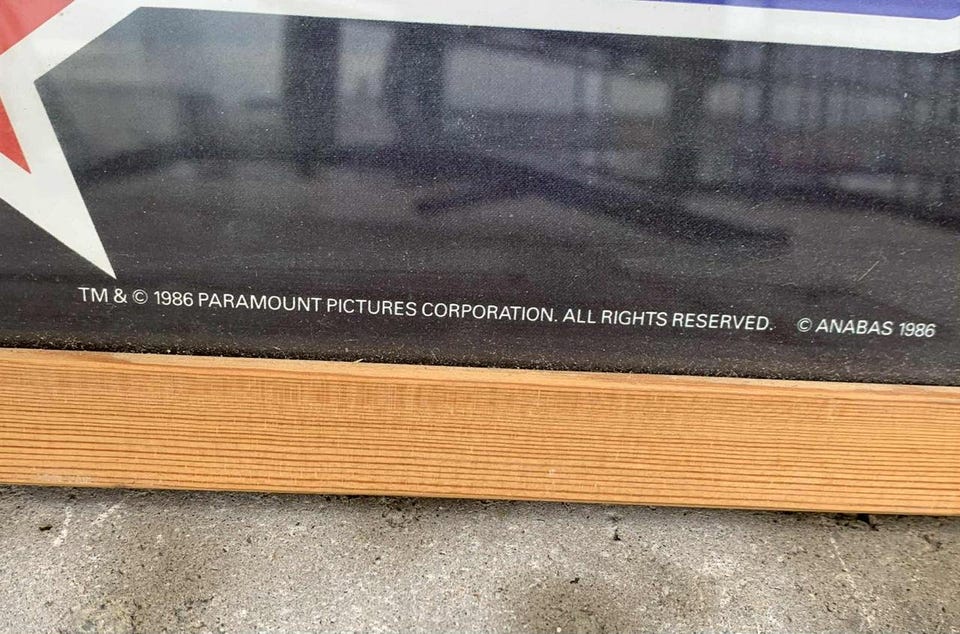 TM & © 1986 PARAMOUNT PICTURES CORPORATION. ALL RIGHTS RESERVED. © ANABAS 1986